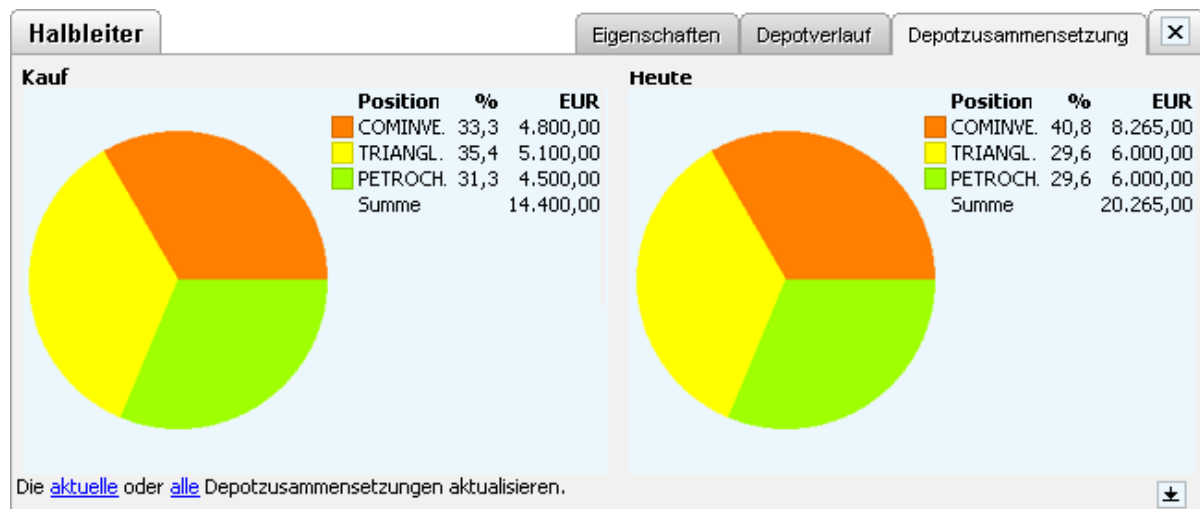 Halbleiter
Eigenschaften
Depotverlauf
Depotzusammensetzung
Kauf
Position % EUR
COMINVE. 33,3 4.800,00
TRIANGL. 35,4 5.100,00
PETROCH. 31,3 4.500,00
Summe 14.400,00
Heute
Position % EUR
COMINVE. 40,8 8.265,00
TRIANGL. 29,6 6.000,00
PETROCH. 29,6 6.000,00
Summe 20.265,00
Die aktuelle oder alle Depotzusammensetzungen aktualisieren.